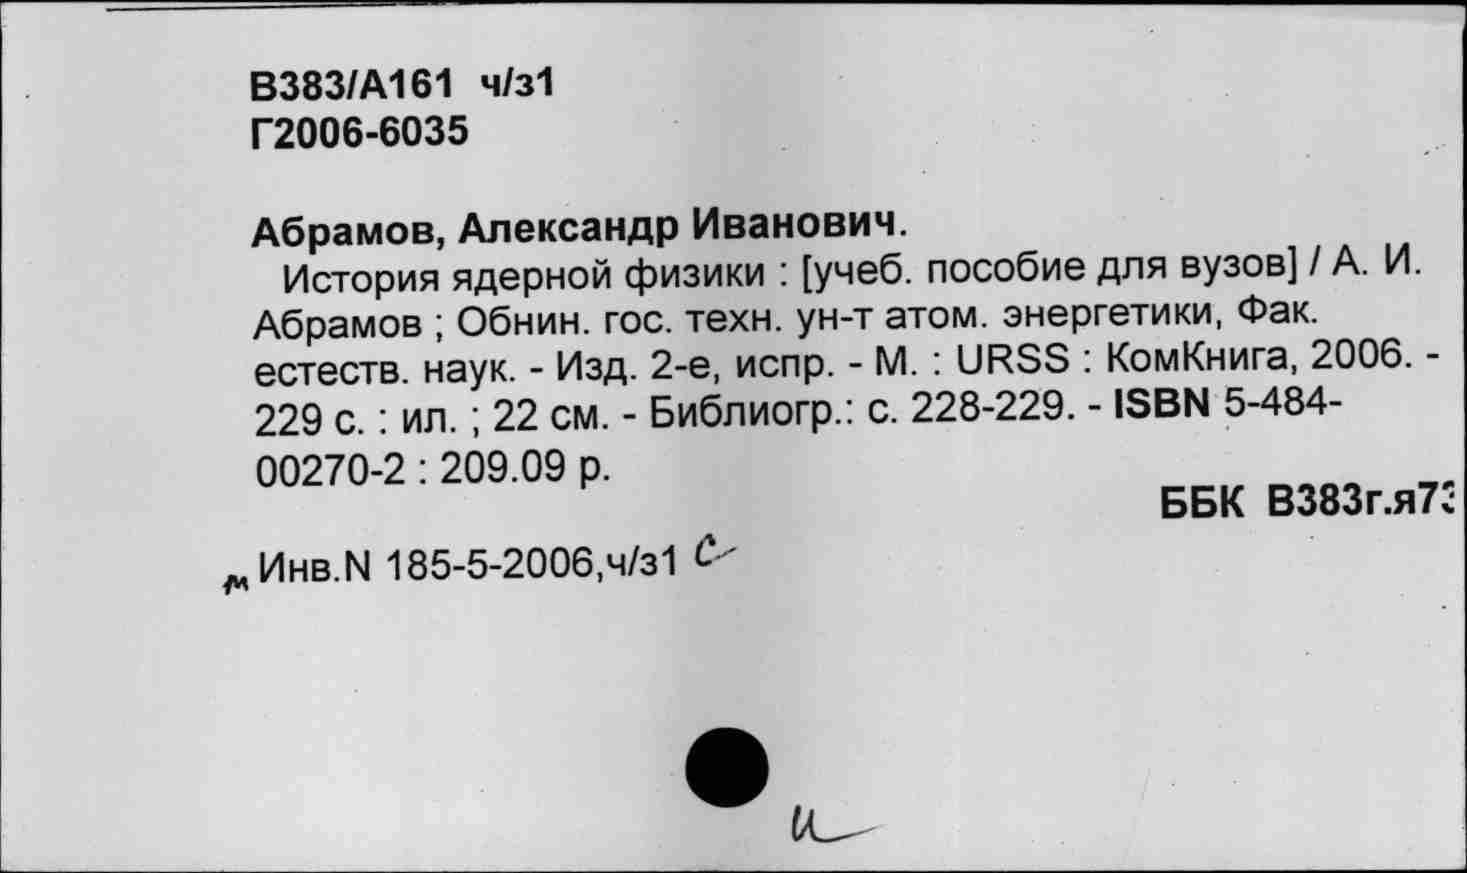 В383/А161 ч/з1
Г2006-6035
Абрамов, Александр Иванович.
История ядерной физики : [учеб. пособие для вузов] / А. И.
Абрамов ; Обнин. гос. техн. ун-т атом. энергетики, Фак.
естеств. наук. - Изд. 2-е, испр. - М. : URSS : КомКнига, 2006. -
229 с. : ил. ; 22 см. - Библиогр.: с. 228-229. - ISBN 5-484-
00270-2 : 209.09 р.
ББК В383г.я73
Инв.N 185-5-2006,ч/з1 С
и